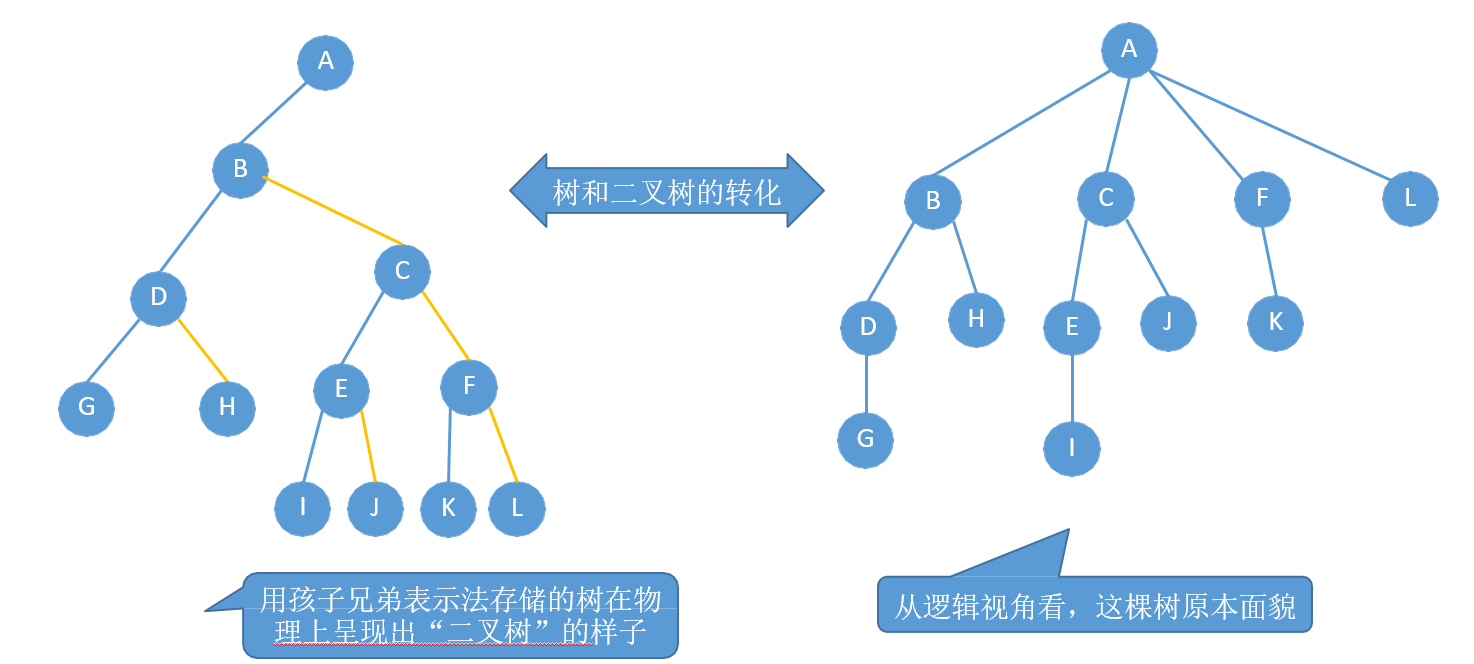 A
B
C
D
E
F
G
H
I
J
K
L
用孩子兄弟表示法存储的树在物
理上呈现出“二叉树”的样子
树和二叉树的转化
A
B
C
F
L
D
H
E
J
K
G
I
从逻辑视角看，这棵树原本面貌